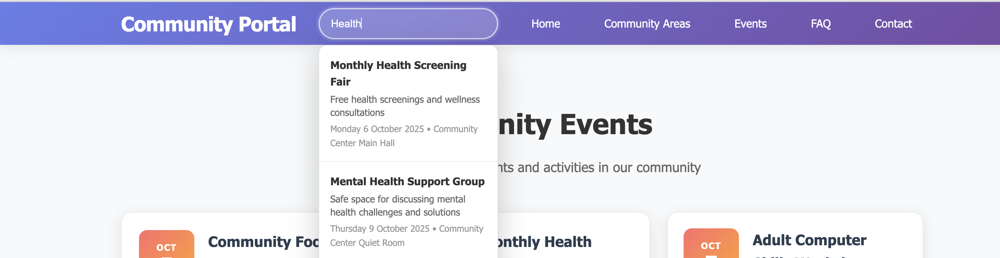 Community Portal
Health
Home
Community Areas
Events
FAQ
Contact
Monthly Health Screening
Fair
Free health screenings and wellness
consultations
Monday 6 October 2025 • Community
Center Main Hall
Mental Health Support Group
Safe space for discussing mental
health challenges and solutions
Thursday 9 October 2025 • Community
Center Quiet Room
nity Events
nts and activities in our community
OCT
Community Foo
onthly Health
OCT
Adult Computer